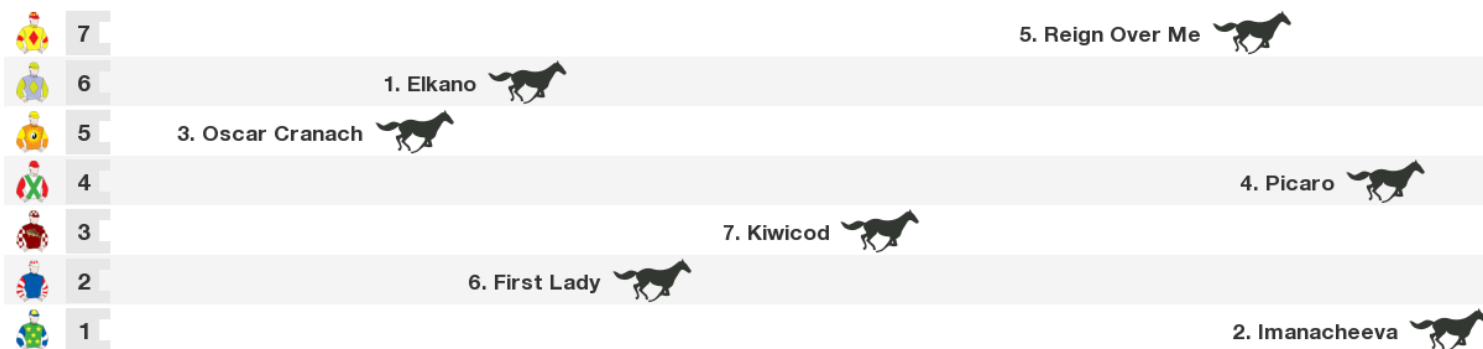 7 5. Reign Over Me
6 1. Elkano
5 3. Oscar Cranach
4 4. Picaro
3 7. Kiwicod
2 6. First Lady
1 2. Imanacheeva